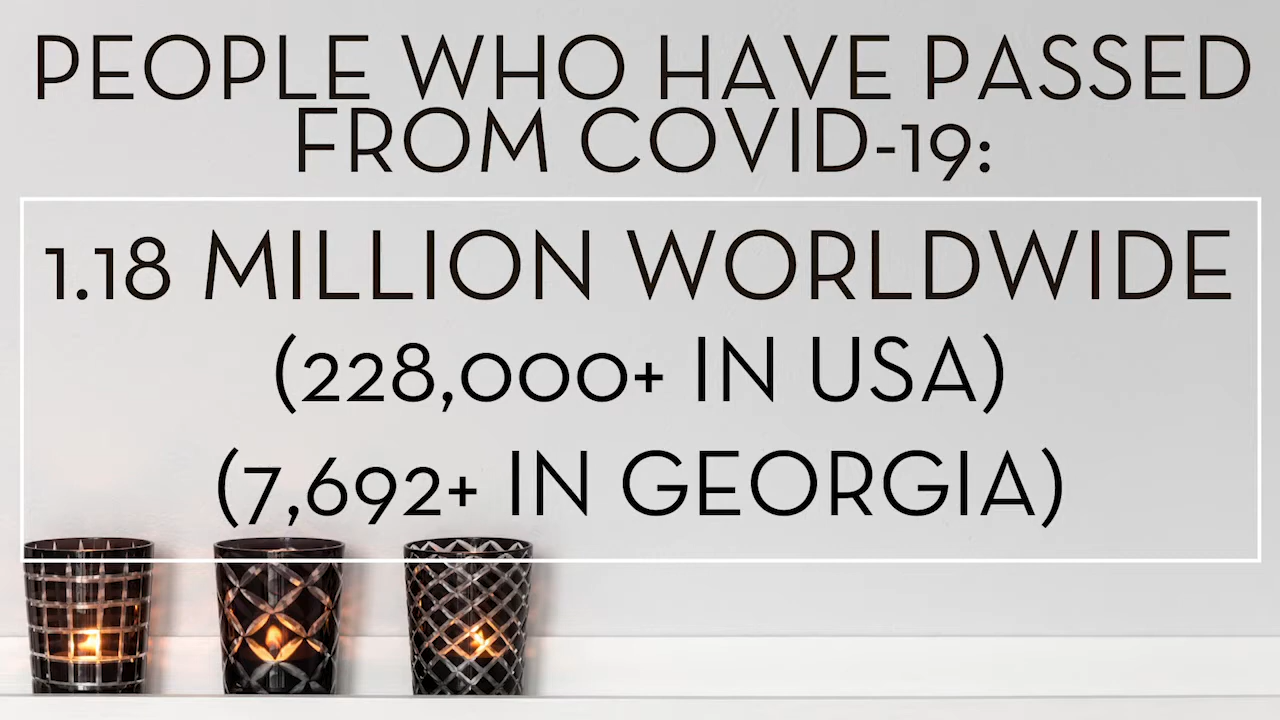 PEOPLE WHO HAVE PASSED
FROM COVID-19:
1.18 MILLION WORLDWIDE
(228,000+ IN USA)
(7,692+ IN GEORGIA)